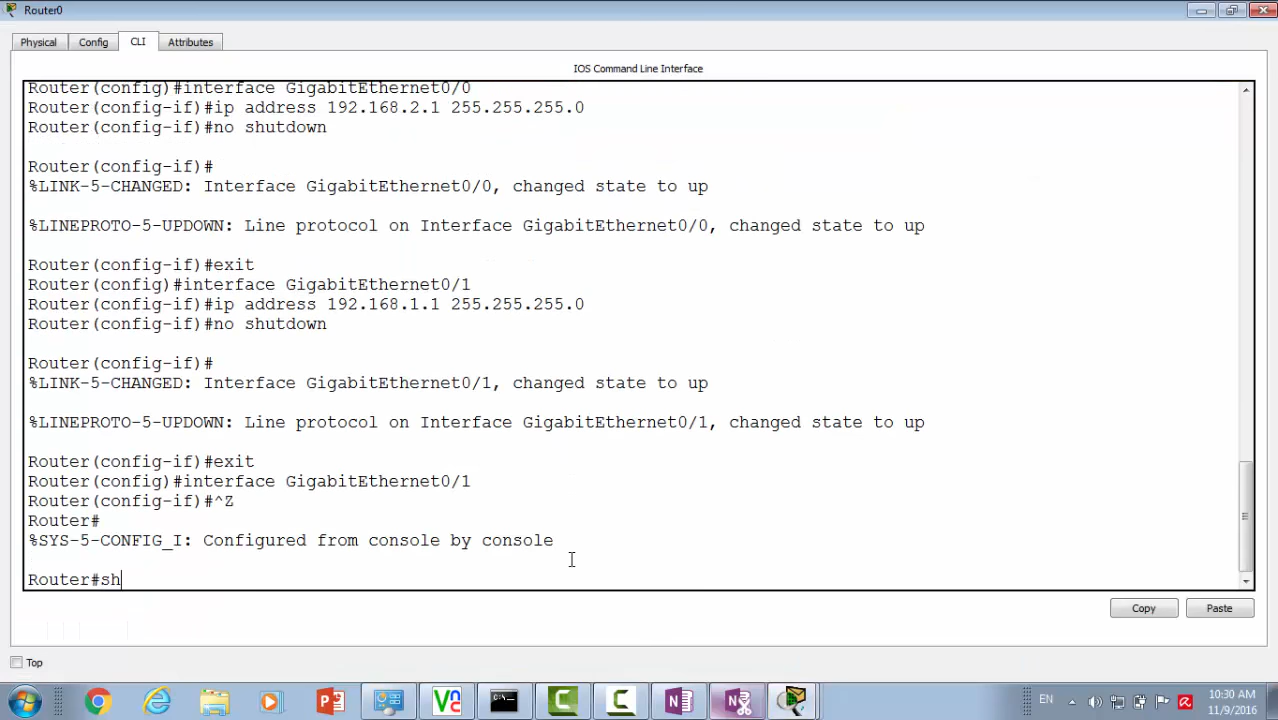 Router0
Physical
Config
CLI
Attributes
IOS Command Line Interface
Router(config)#interface GigabitEthernet0/0
Router(config-if)#ip address 192.168.2.1 255.255.255.0
Router(config-if)#no shutdown
Router(config-if)#
%LINK-5-CHANGED: Interface GigabitEthernet0/0, changed state to up
%LINEPROTO-5-UPDOWN: Line protocol on Interface GigabitEthernet0/0, changed state to up
Router(config-if)#exit
Router(config)#interface GigabitEthernet0/1
Router(config-if)#ip address 192.168.1.1 255.255.255.0
Router(config-if)#no shutdown
Router(config-if)#
%LINK-5-CHANGED: Interface GigabitEthernet0/1, changed state to up
%LINEPROTO-5-UPDOWN: Line protocol on Interface GigabitEthernet0/1, changed state to up
Router(config-if)#exit
Router(config)#interface GigabitEthernet0/1
Router(config-if)#^Z
Router#
%SYS-5-CONFIG_I: Configured from console by console
Router#sh
Copy
Paste
Top
EN
10:30 AM
11/9/2016